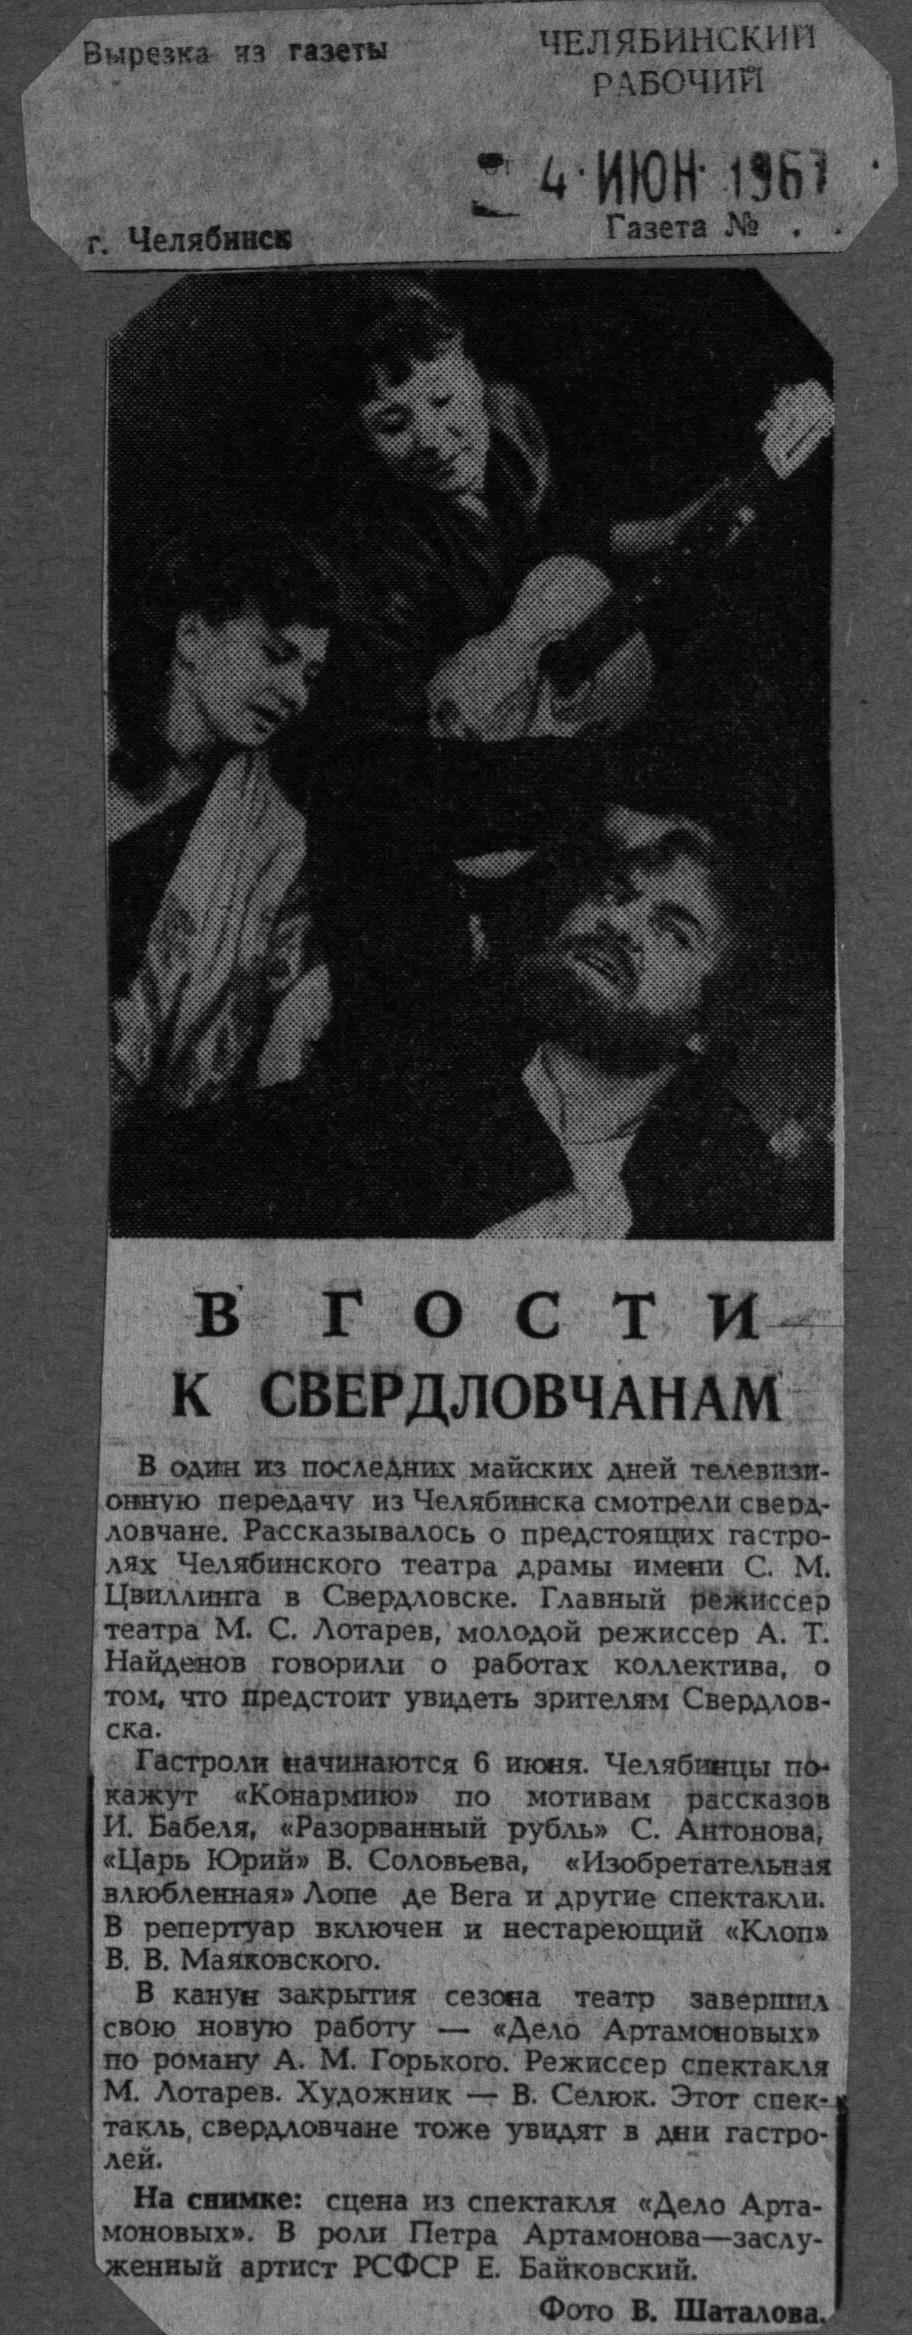 Вырезка из газеты
ЧЕЛЯБИНСКИЙ
РАБОЧИЙ
4 ИЮН 1967
г. Челябинск
Газета № . .
В ГОСТИ
К СВЕРДЛОВЧАНАМ
В один из последних майских дней телевизи-
онную передачу из Челябинска смотрели сверд-
ловчане. Рассказывалось о предстоящих гастро-
лях Челябинского театра драмы имени С. М.
Цвиллинга в Свердловске. Главный режиссер
театра М. С. Лотарев, молодой режиссер А. Т.
Найденов говорили о работах коллектива, о
том, что предстоит увидеть зрителям Свердлов-
ска.
Гастроли начинаются 6 июня. Челябинцы по-
кажут «Конармию» по мотивам рассказов
И. Бабеля, «Разорванный рубль» С. Антонова,
«Царь Юрий» В. Соловьева, «Изобретательная
влюбленная» Лопе де Вега и другие спектакли.
В репертуар включен и нестареющий «Клоп»
В. В. Маяковского.
В канун закрытия сезона театр завершил
свою новую работу — «Дело Артамоновых»
по роману А. М. Горького. Режиссер спектакля
М. Лотарев. Художник — В. Селюк. Этот спек-
такль свердловчане тоже увидят в дни гастро-
лей.
На снимке: сцена из спектакля «Дело Арта-
моновых». В роли Петра Артамонова—заслу-
женный артист РСФСР Е. Байковский.
Фото В. Шаталова.